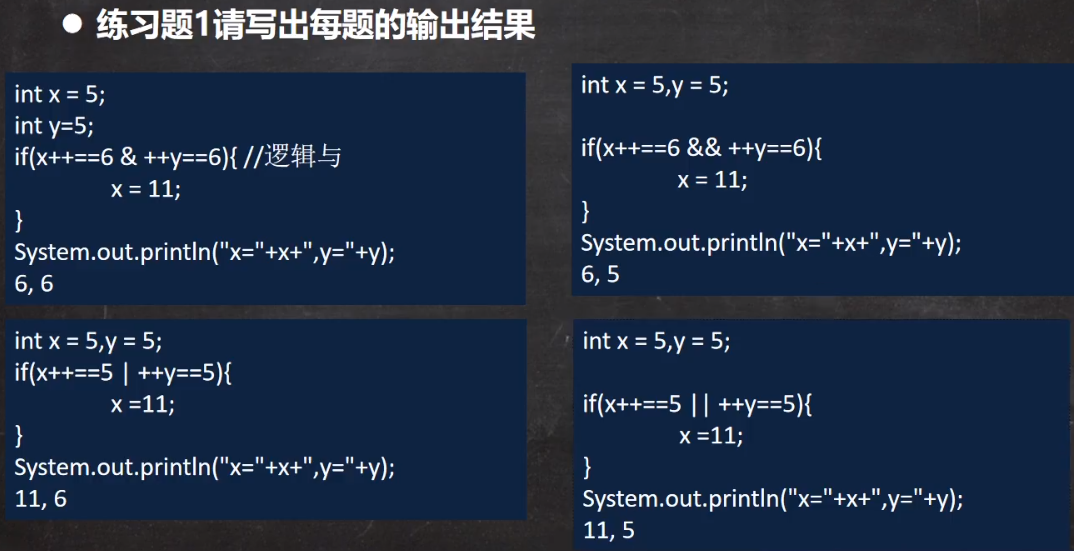 ● 练习题1请写出每题的输出结果
int x = 5;
int y=5;
if(x++==6 & ++y==6){ //逻辑与
x = 11;
}
System.out.println("x="+x+",y="+y);
6, 6
int x = 5,y = 5;
if(x++==6 && ++y==6){
x = 11;
}
System.out.println("x="+x+",y="+y);
6, 5
int x = 5,y = 5;
if(x++==5 | ++y==5){
x =11;
}
System.out.println("x="+x+",y="+y);
11, 6
int x = 5,y = 5;
if(x++==5 || ++y==5){
x =11;
}
System.out.println("x="+x+",y="+y);
11, 5